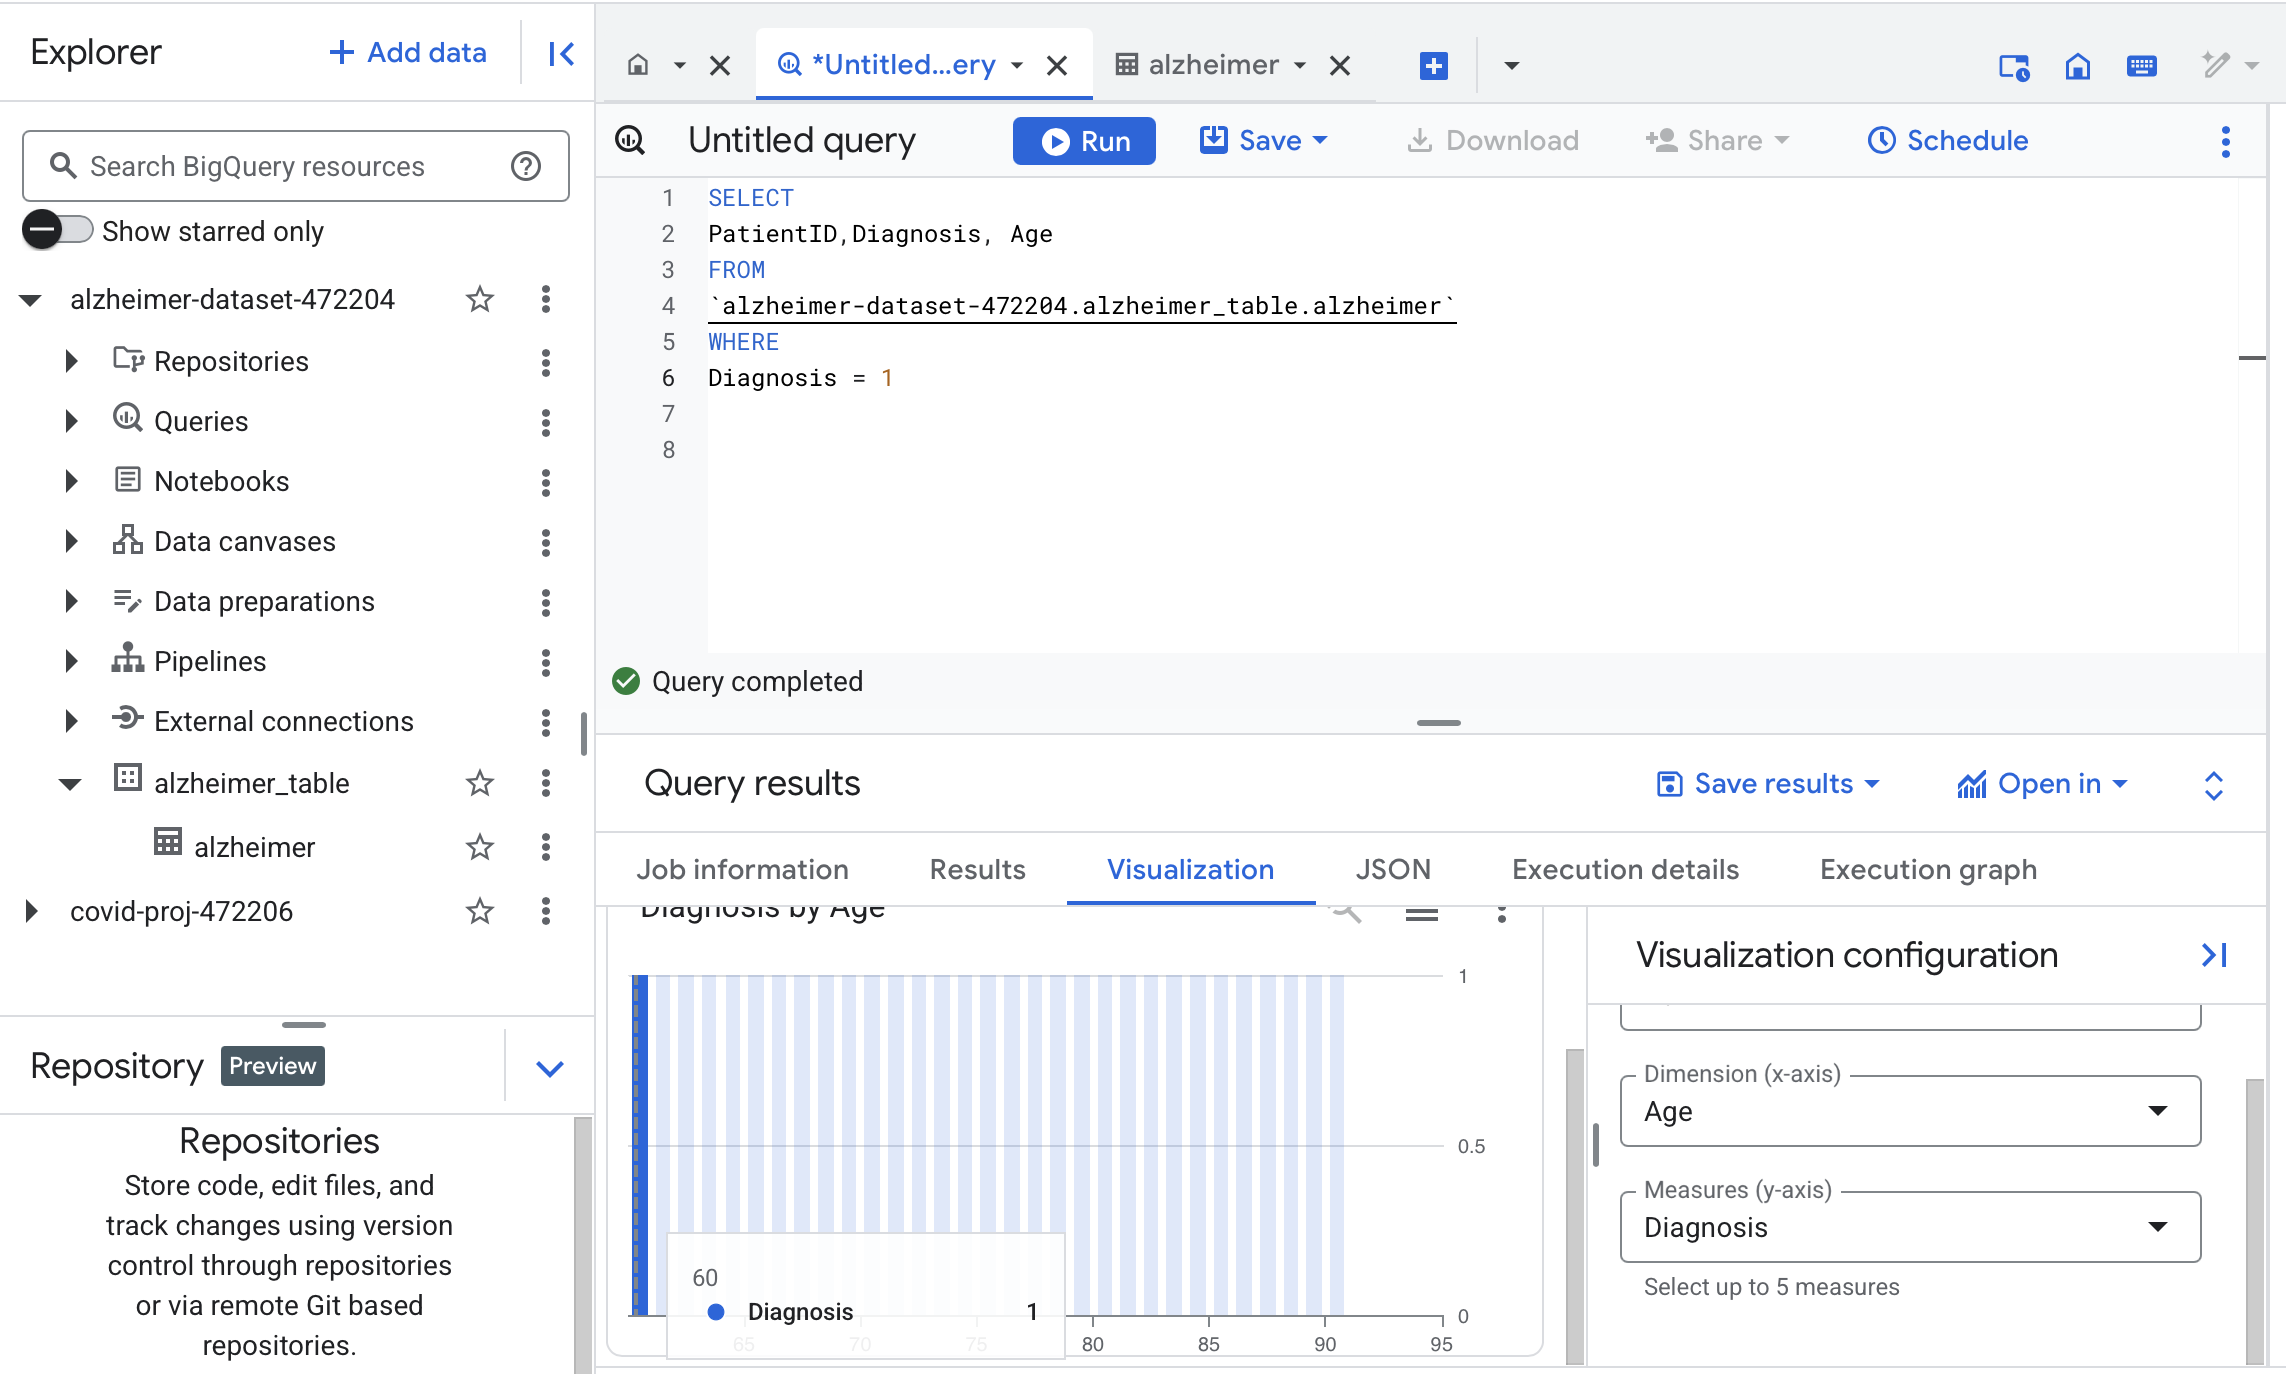 Explorer
+ Add data
Search BigQuery resources
Show starred only
alzheimer-dataset-472204
Repositories
Queries
Notebooks
Data canvases
Data preparations
Pipelines
External connections
alzheimer_table
alzheimer
covid-proj-472206
Repository Preview
Repositories
Store code, edit files, and
track changes using version
control through repositories
or via remote Git based
repositories.
*Untitled...ery
alzheimer
Untitled query
Run
Save
Download
Share
Schedule
1 SELECT
2 PatientID,Diagnosis, Age
3 FROM
4 `alzheimer-dataset-472204.alzheimer_table.alzheimer`
5 WHERE
6 Diagnosis = 1
7
8
Query completed
Query results
Save results
Open in
Job information
Results
Visualization
JSON
Execution details
Execution graph
Diagnosis by Age
1
0.5
0
60
Diagnosis 1
65 70 75 80 85 90 95
Visualization configuration
Dimension (x-axis)
Age
Measures (y-axis)
Diagnosis
Select up to 5 measures